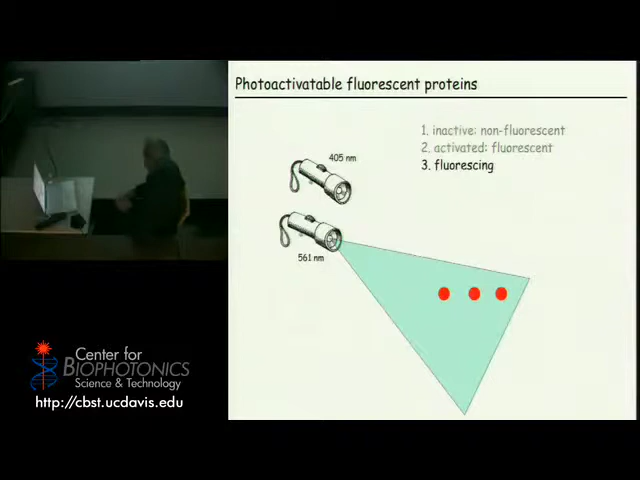 Photoactivatable fluorescent proteins
1. inactive: non-fluorescent
2. activated: fluorescent
3. fluorescing
405 nm
561 nm
Center for
BIOPHOTONICS
Science & Technology
http://cbst.ucdavis.edu